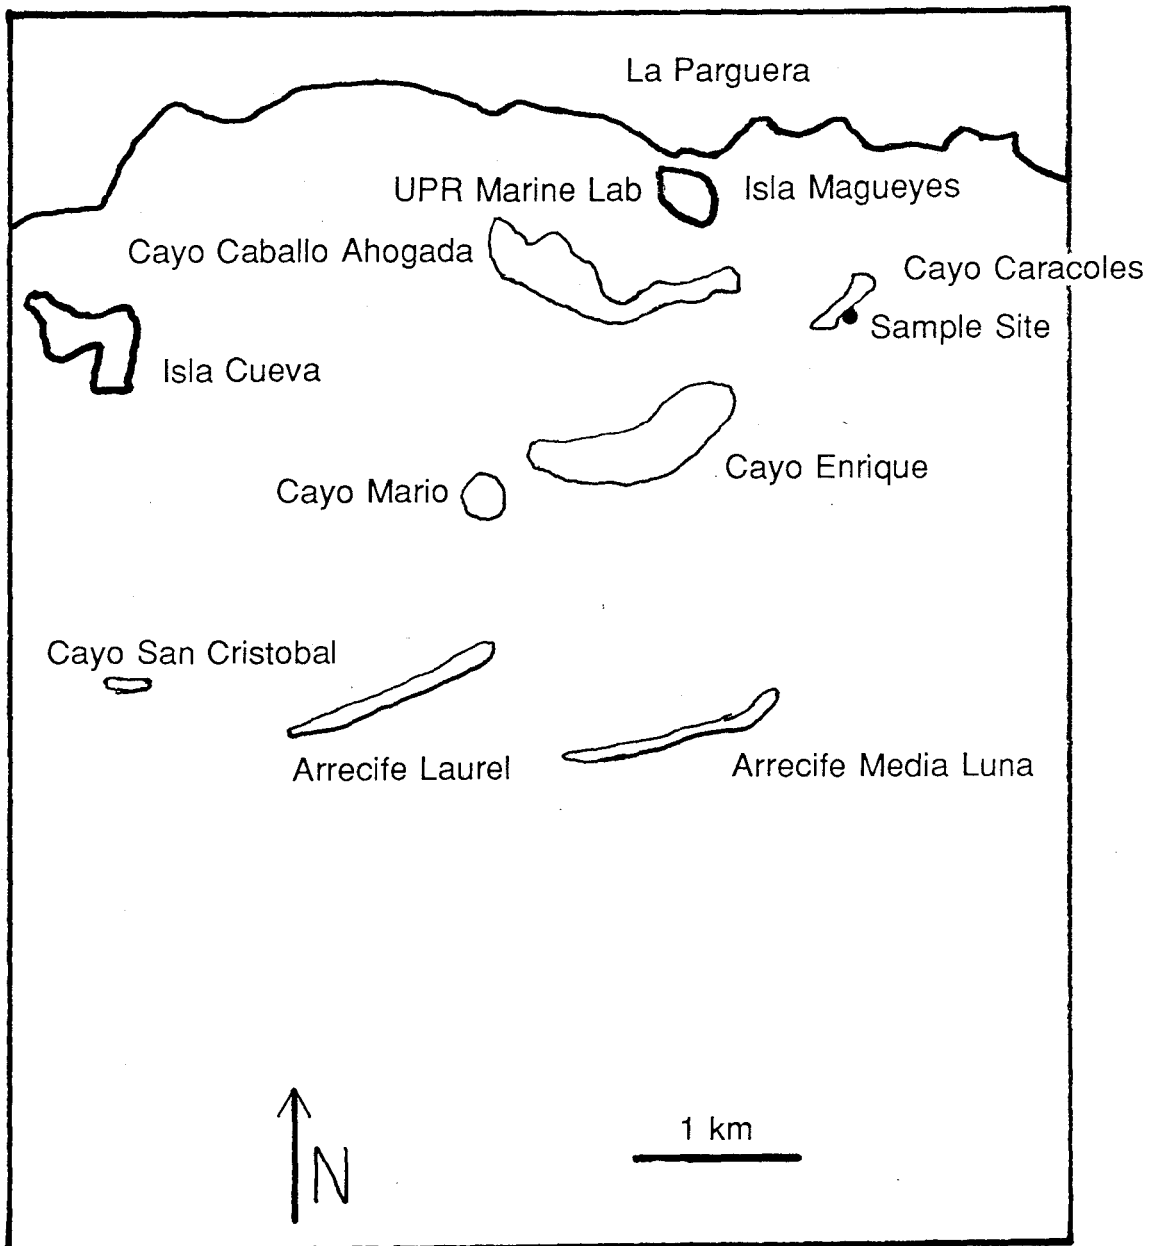 La Parguera
UPR Marine Lab
Isla Magueyes
Cayo Caballo Ahogada
Cayo Caracoles
Sample Site
Isla Cueva
Cayo Enrique
Cayo Mario
Cayo San Cristobal
Arrecife Laurel
Arrecife Media Luna
1 km
N